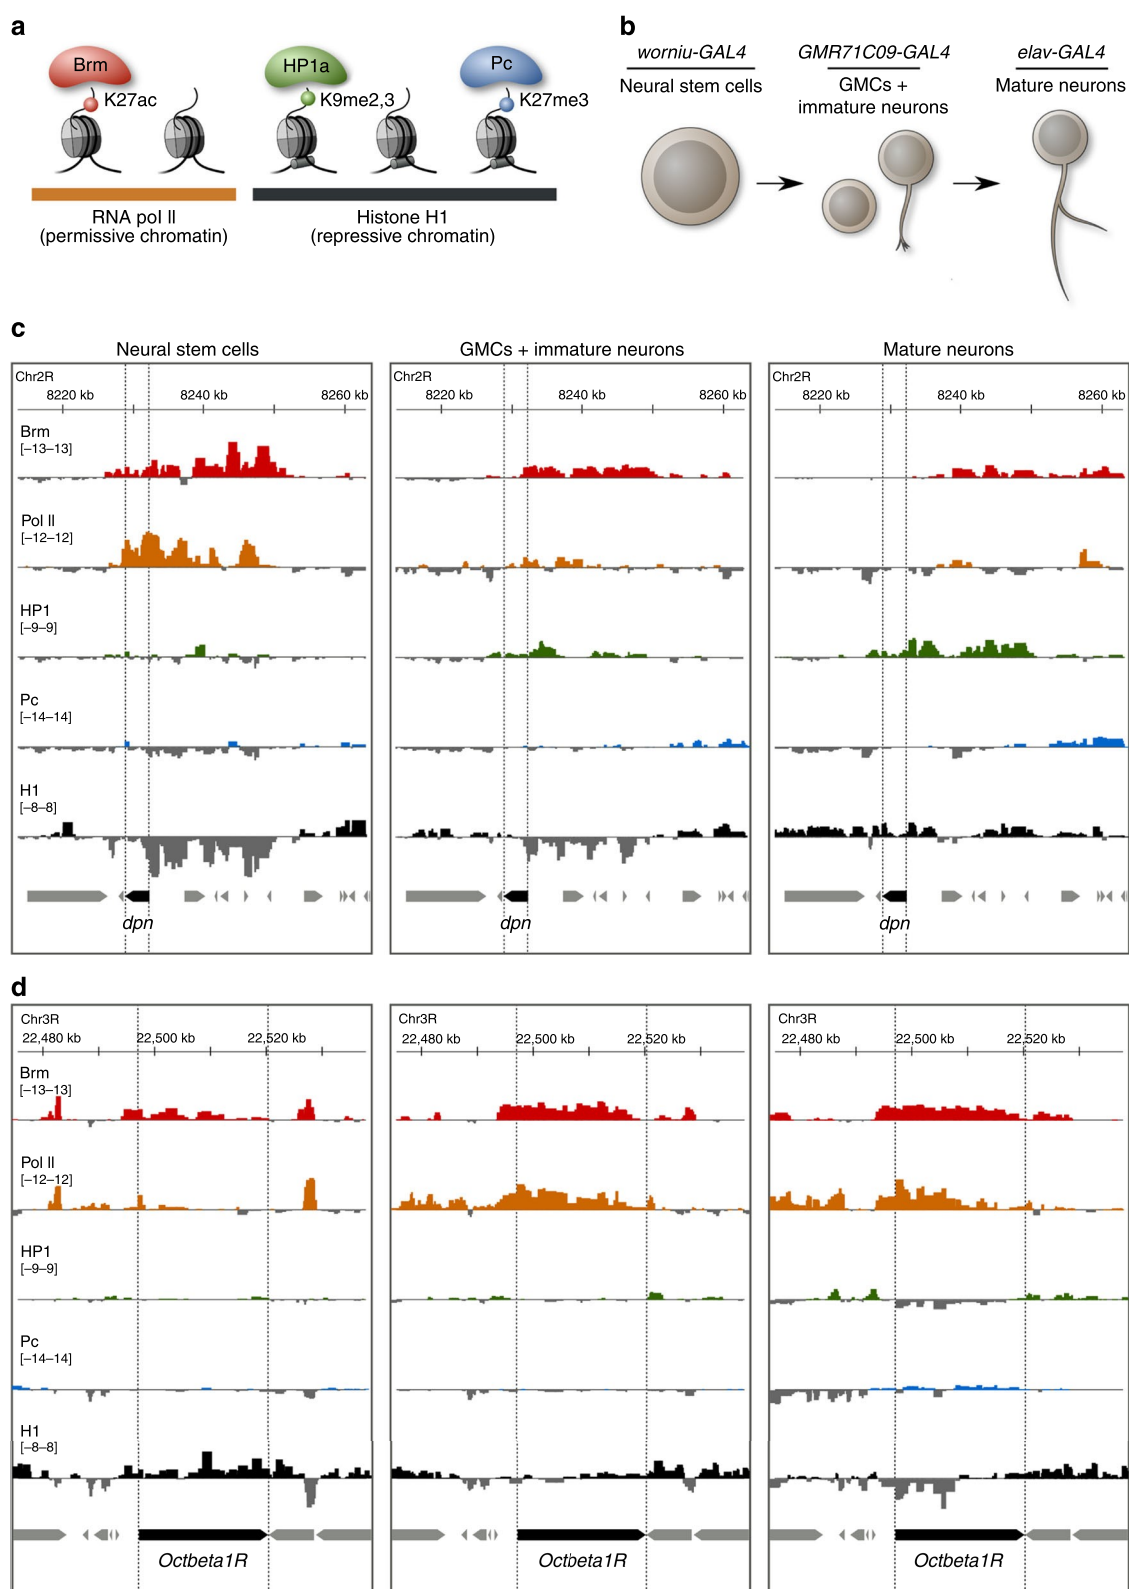 a
Brm
HP1a
Pc
K27ac
K9me2,3
K27me3
RNA pol II
(permissive chromatin)
Histone H1
(repressive chromatin)
b
worniu-GAL4
Neural stem cells
GMR71C09-GAL4
GMCs +
immature neurons
elav-GAL4
Mature neurons
c
Neural stem cells
GMCs + immature neurons
Mature neurons
Chr2R
8220 kb
8240 kb
8260 kb
Chr2R
8220 kb
8240 kb
8260 kb
Chr2R
8220 kb
8240 kb
8260 kb
Brm
[–13–13]
Pol II
[–12–12]
HP1
[–9–9]
Pc
[–14–14]
H1
[–8–8]
dpn
dpn
dpn
d
Chr3R
22,480 kb
22,500 kb
22,520 kb
Chr3R
22,480 kb
22,500 kb
22,520 kb
Chr3R
22,480 kb
22,500 kb
22,520 kb
Brm
[–13–13]
Pol II
[–12–12]
HP1
[–9–9]
Pc
[–14–14]
H1
[–8–8]
Octbeta1R
Octbeta1R
Octbeta1R